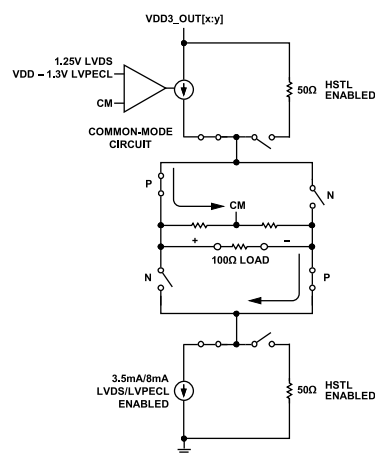 VDD3_OUT[x:y]
1.25V LVDS
VDD – 1.3V LVPECL
CM
COMMON-MODE
CIRCUIT
50Ω
HSTL
ENABLED
P
CM
N
+
–
100Ω LOAD
N
P
3.5mA/8mA
LVDS/LVPECL
ENABLED
50Ω
HSTL
ENABLED